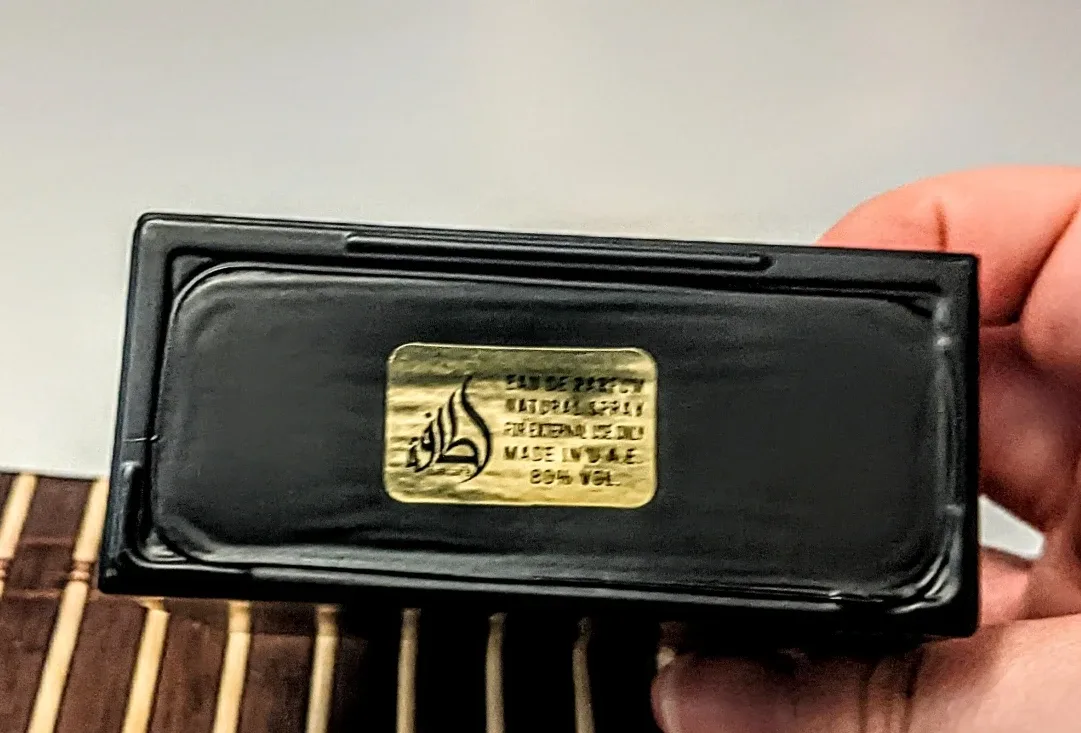 لطافة
EAU DE PARFUM
NATURAL SPRAY
FOR EXTERNAL USE ONLY
MADE IN U.A.E.
80% VOL.